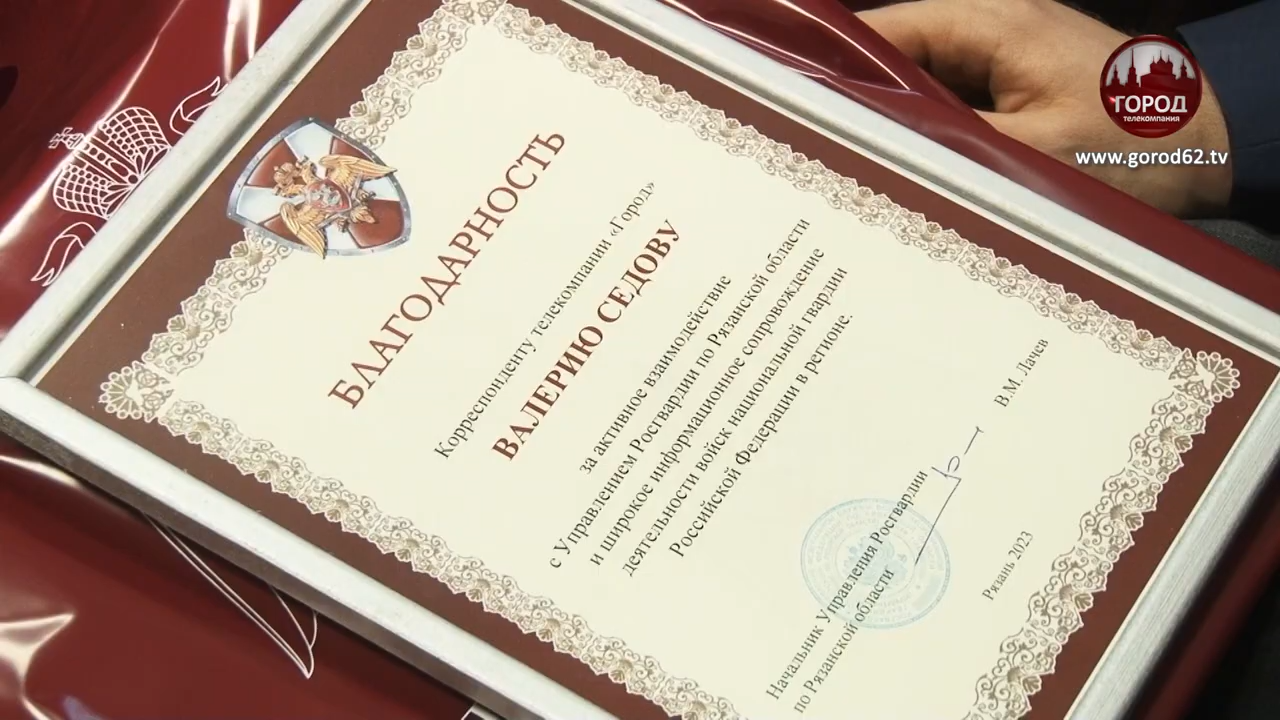 БЛАГОДАРНОСТЬ
Корреспонденту телекомпании «Город»
ВАЛЕРИЮ СЕДОВУ
за активное взаимодействие
с Управлением Росгвардии по Рязанской области
и широкое информационное сопровождение
деятельности войск национальной гвардии
Российской Федерации в регионе.
Начальник Управления Росгвардии
по Рязанской области
В.М. Лачев
Рязань 2023
ГОРОД
телекомпания
www.gorod62.tv